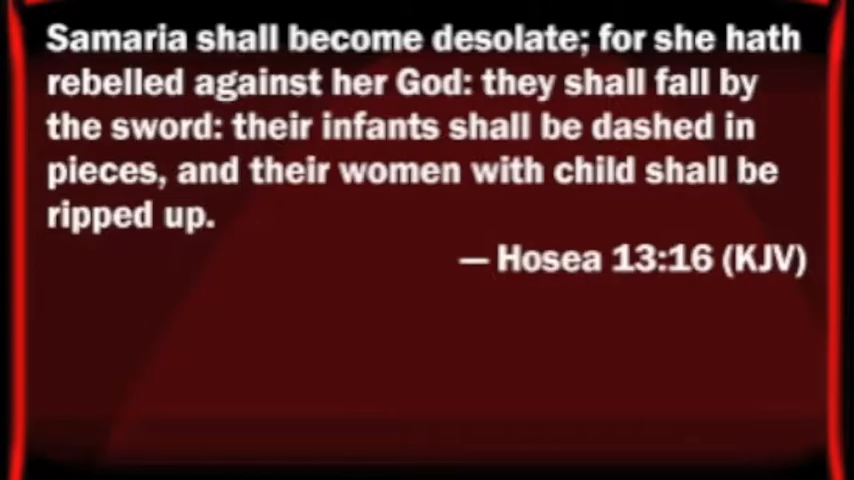 Samaria shall become desolate; for she hath
rebelled against her God: they shall fall by
the sword: their infants shall be dashed in
pieces, and their women with child shall be
ripped up.
— Hosea 13:16 (KJV)